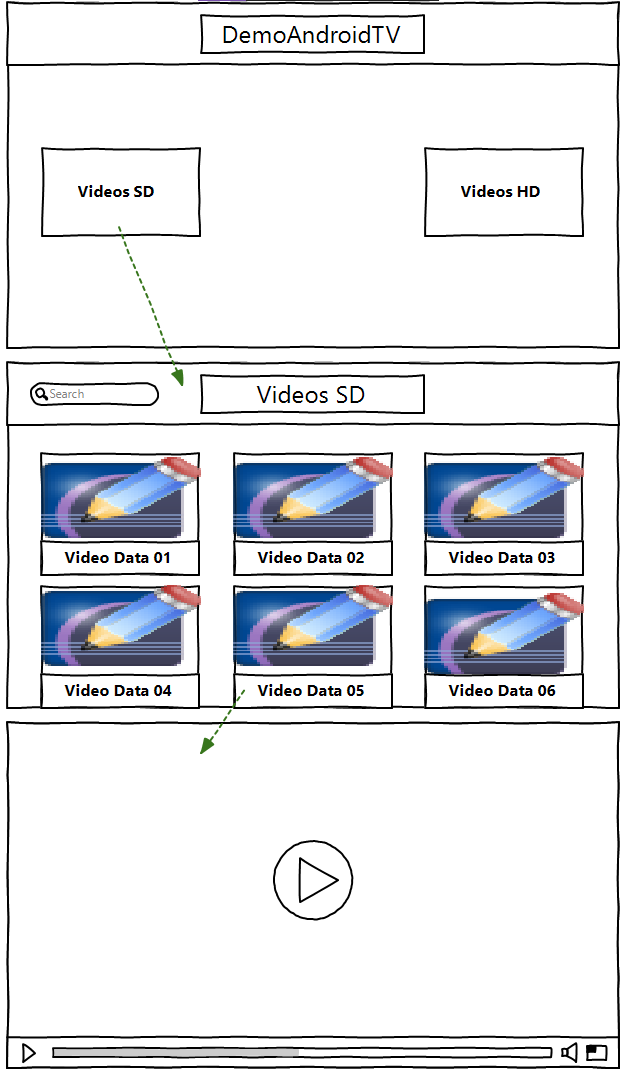 DemoAndroidTV
Videos SD
Videos HD
Search
Videos SD
Video Data 01
Video Data 02
Video Data 03
Video Data 04
Video Data 05
Video Data 06